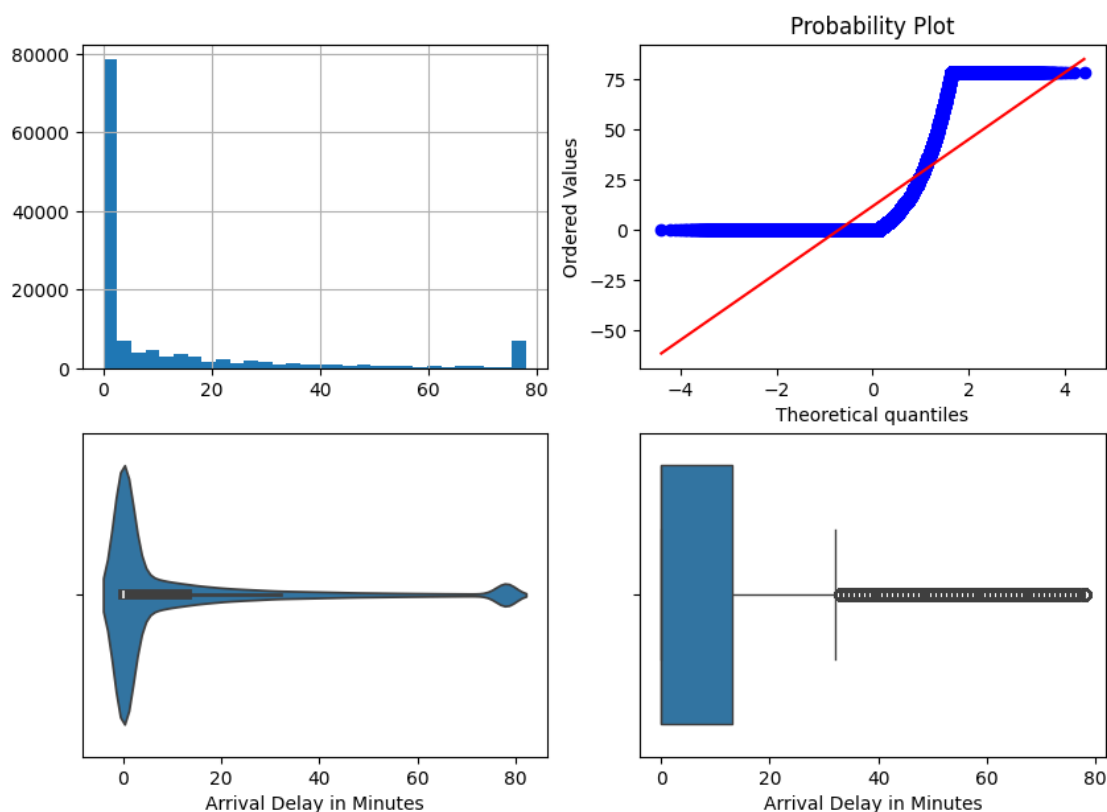 Probability Plot
80000
60000
40000
20000
0
0 20 40 60 80
Ordered Values
75
50
25
0
−25
−50
−4 −2 0 2 4
Theoretical quantiles
0 20 40 60 80
Arrival Delay in Minutes
0 20 40 60 80
Arrival Delay in Minutes